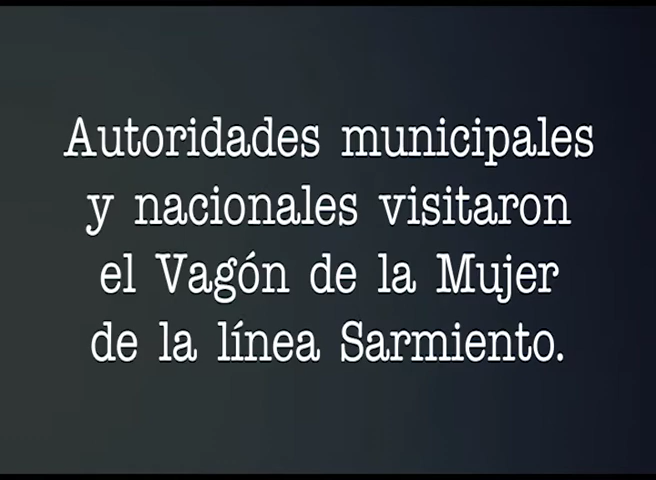 Autoridades municipales
y nacionales visitaron
el Vagón de la Mujer
de la línea Sarmiento.